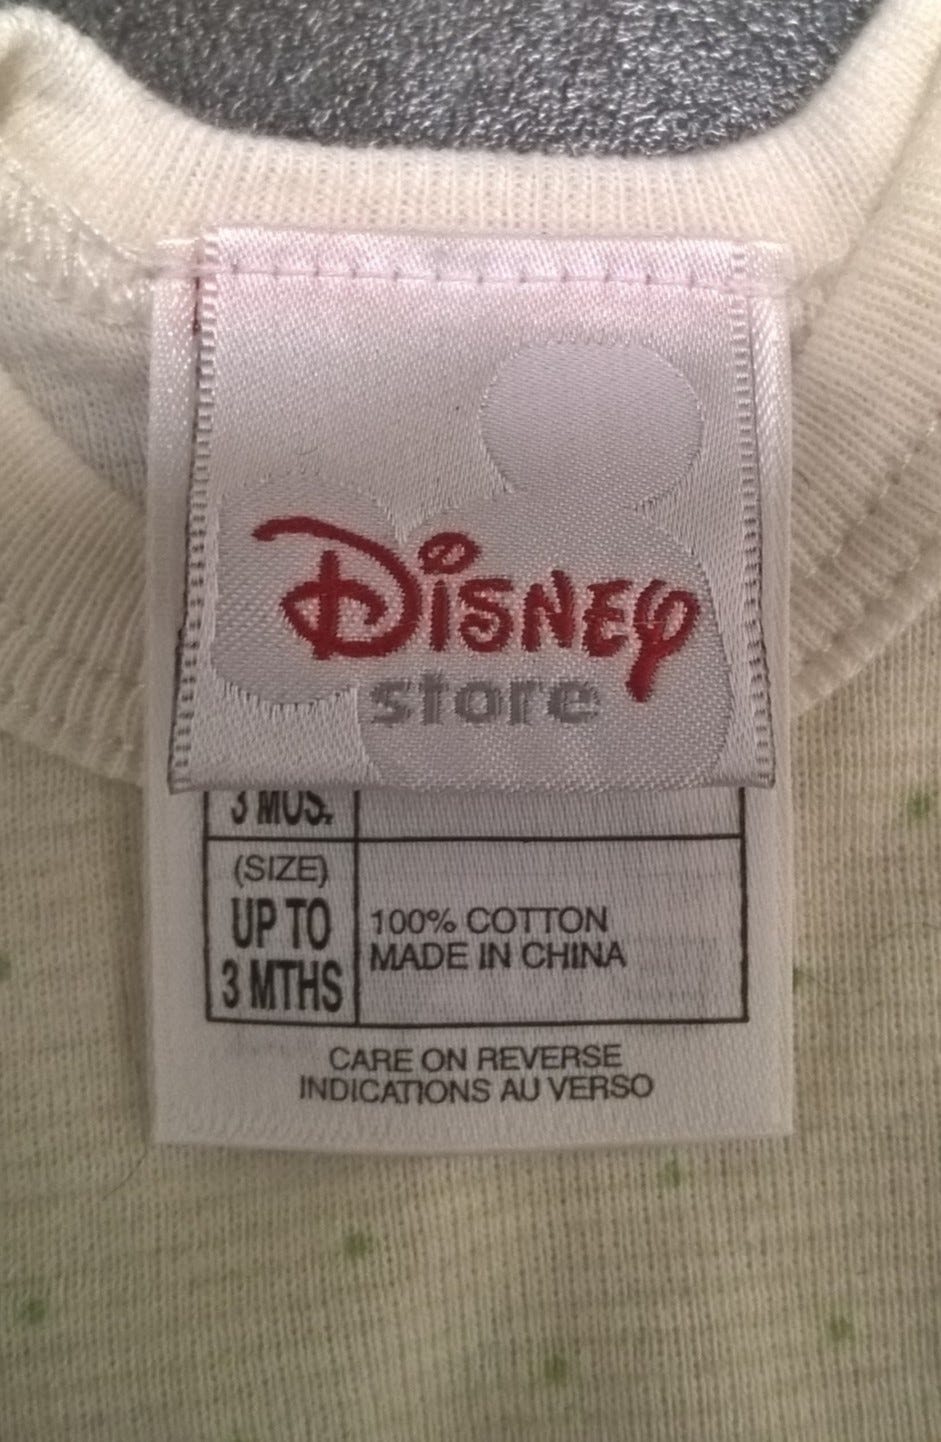 Disney
store
3 MOS.
(SIZE)
UP TO
3 MTHS
100% COTTON
MADE IN CHINA
CARE ON REVERSE
INDICATIONS AU VERSO